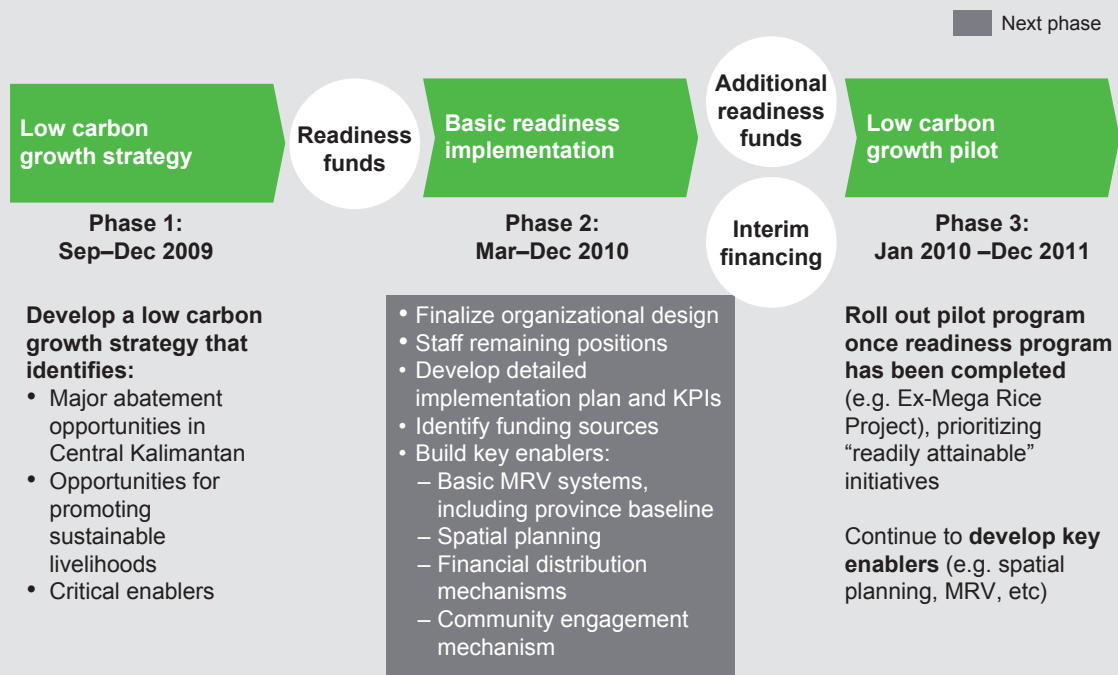 Next phase
Low carbon
growth strategy
Readiness
funds
Basic readiness
implementation
Additional
readiness
funds
Interim
financing
Low carbon
growth pilot
Phase 1:
Sep–Dec 2009
Phase 2:
Mar–Dec 2010
Phase 3:
Jan 2010 –Dec 2011
Develop a low carbon
growth strategy that
identifies:
• Major abatement
opportunities in
Central Kalimantan
• Opportunities for
promoting
sustainable
livelihoods
• Critical enablers
• Finalize organizational design
• Staff remaining positions
• Develop detailed
implementation plan and KPIs
• Identify funding sources
• Build key enablers:
– Basic MRV systems,
including province baseline
– Spatial planning
– Financial distribution
mechanisms
– Community engagement
mechanism
Roll out pilot program
once readiness program
has been completed
(e.g. Ex-Mega Rice
Project), prioritizing
“readily attainable”
initiatives
Continue to develop key
enablers (e.g. spatial
planning, MRV, etc)